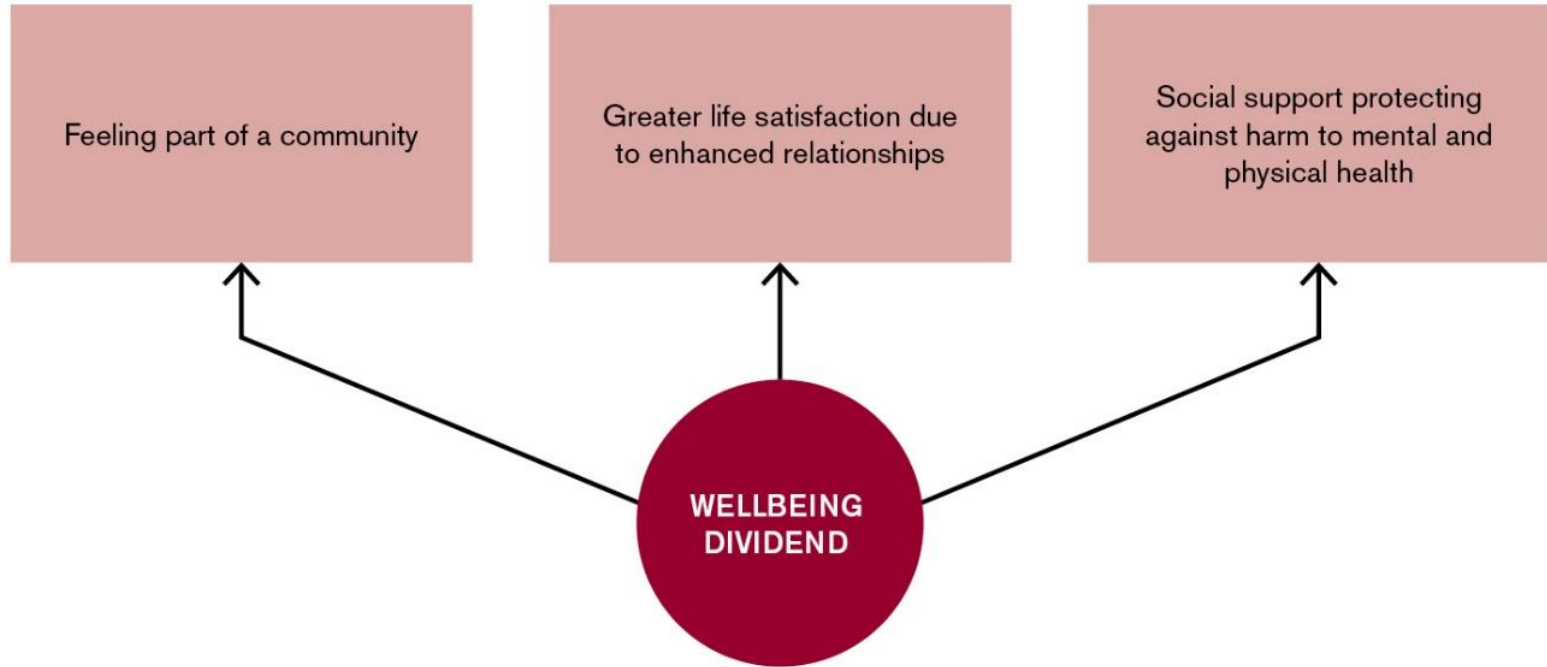 Feeling part of a community
Greater life satisfaction due
to enhanced relationships
Social support protecting
against harm to mental and
physical health
WELLBEING
DIVIDEND